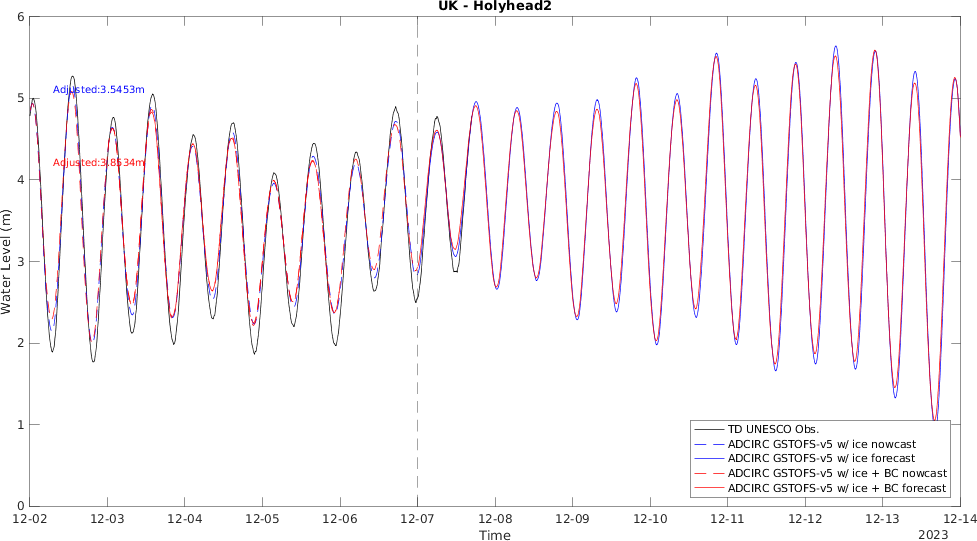 UK - Holyhead2
6
5
4
3
2
1
0
Water Level (m)
Adjusted:3.5453m
Adjusted:3.8534m
TD UNESCO Obs.
ADCIRC GSTOFS-v5 w/ ice nowcast
ADCIRC GSTOFS-v5 w/ ice forecast
ADCIRC GSTOFS-v5 w/ ice + BC nowcast
ADCIRC GSTOFS-v5 w/ ice + BC forecast
12-02 12-03 12-04 12-05 12-06 12-07 12-08 12-09 12-10 12-11 12-12 12-13 12-14
Time
2023